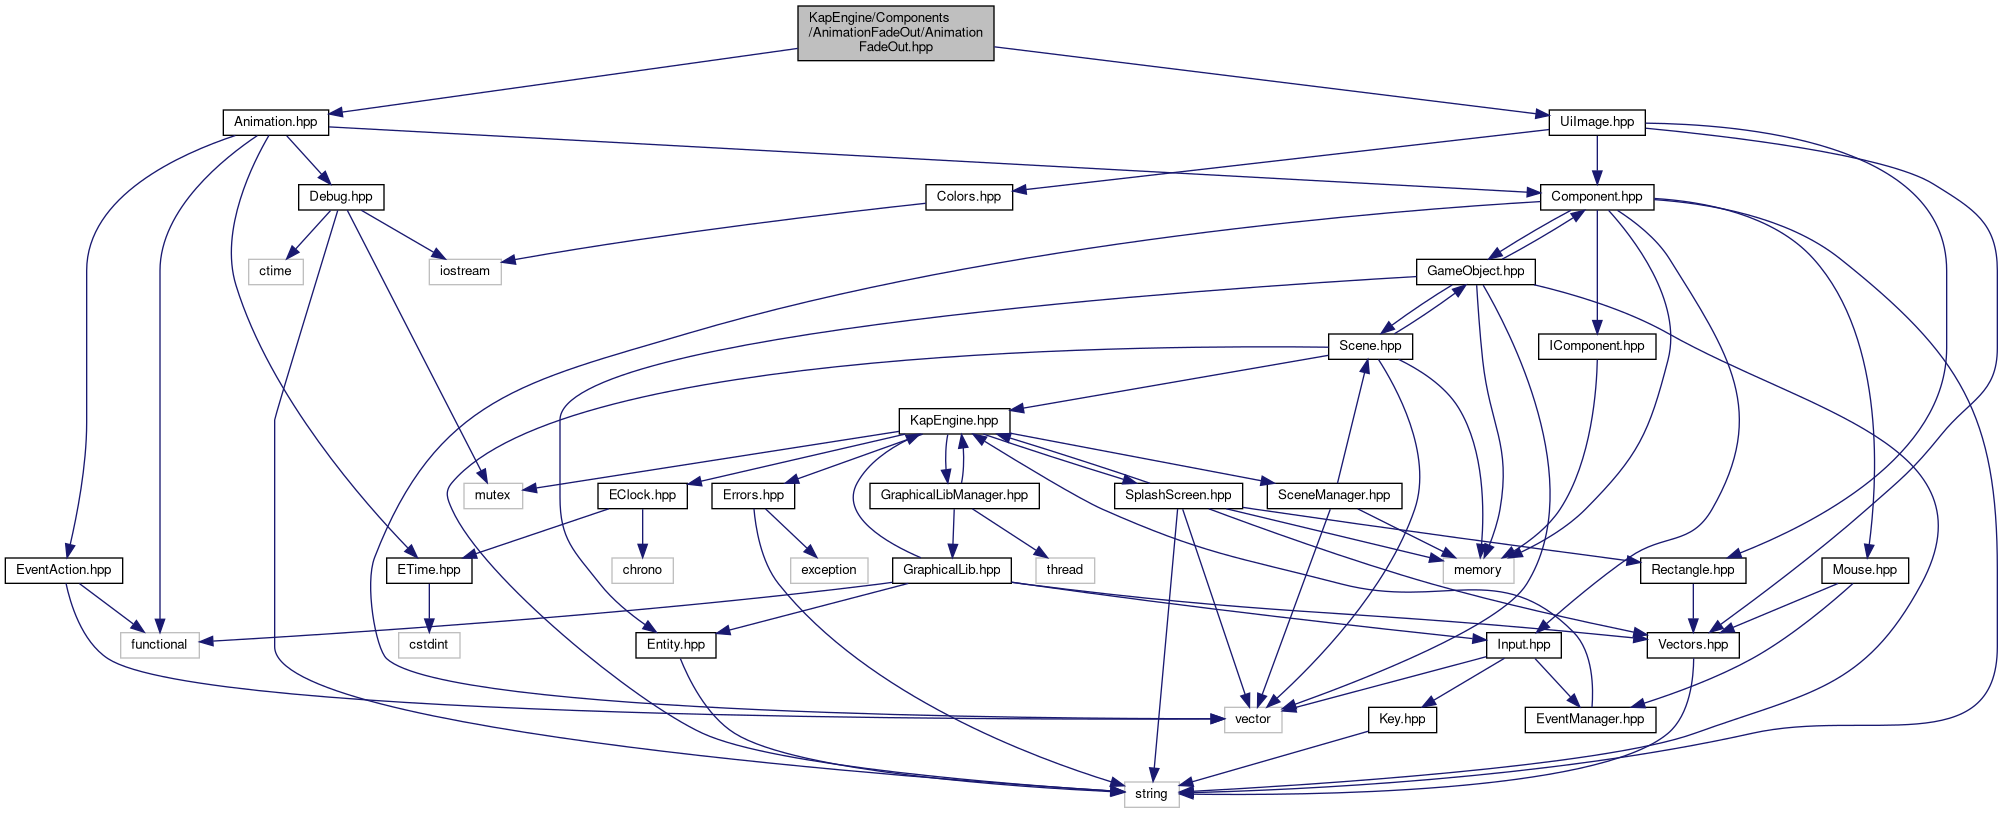 KapEngine/Components
/AnimationFadeOut/Animation
FadeOut.hpp
Animation.hpp
UiImage.hpp
Debug.hpp
Colors.hpp
Component.hpp
ctime
iostream
GameObject.hpp
Scene.hpp
IComponent.hpp
KapEngine.hpp
mutex
EClock.hpp
Errors.hpp
GraphicalLibManager.hpp
SplashScreen.hpp
SceneManager.hpp
EventAction.hpp
ETime.hpp
chrono
exception
GraphicalLib.hpp
thread
memory
Rectangle.hpp
Mouse.hpp
functional
cstdint
Entity.hpp
Input.hpp
Vectors.hpp
vector
Key.hpp
EventManager.hpp
string